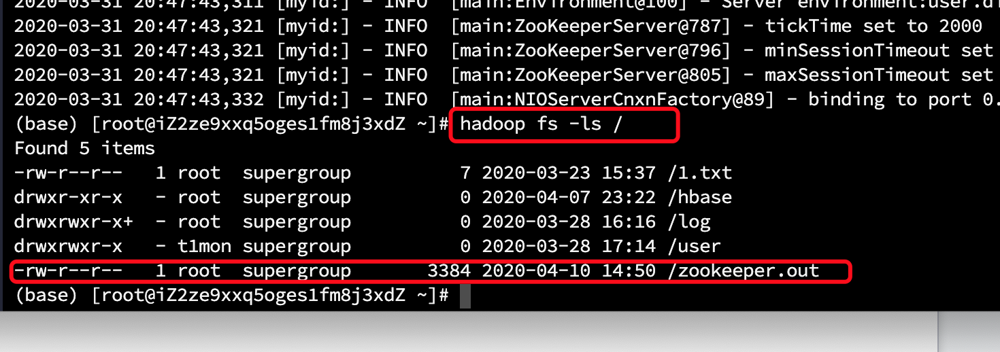 2020-03-31 20:47:43,311 [myid:] - INFO  [main:Environment@100] - Server environment:user.di
2020-03-31 20:47:43,321 [myid:] - INFO  [main:ZooKeeperServer@787] - tickTime set to 2000
2020-03-31 20:47:43,321 [myid:] - INFO  [main:ZooKeeperServer@796] - minSessionTimeout set
2020-03-31 20:47:43,321 [myid:] - INFO  [main:ZooKeeperServer@805] - maxSessionTimeout set
2020-03-31 20:47:43,332 [myid:] - INFO  [main:NIOServerCnxnFactory@89] - binding to port 0.
(base) [root@iZ2ze9xxq5oges1fm8j3xdZ ~]# hadoop fs -ls /
Found 5 items
-rw-r--r--   1 root  supergroup          7 2020-03-23 15:37 /1.txt
drwxr-xr-x   - root  supergroup          0 2020-04-07 23:22 /hbase
drwxrwxr-x+  - root  supergroup          0 2020-03-28 16:16 /log
drwxrwxr-x   - t1mon supergroup          0 2020-03-28 17:14 /user
-rw-r--r--   1 root  supergroup       3384 2020-04-10 14:50 /zookeeper.out
(base) [root@iZ2ze9xxq5oges1fm8j3xdZ ~]#